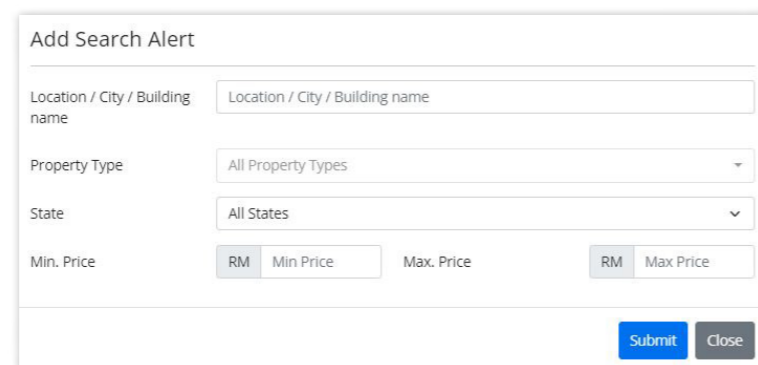 Add Search Alert
Location / City / Building
name
Location / City / Building name
Property Type
All Property Types
State
All States
Min. Price
RM
Min Price
Max. Price
RM
Max Price
Submit
Close